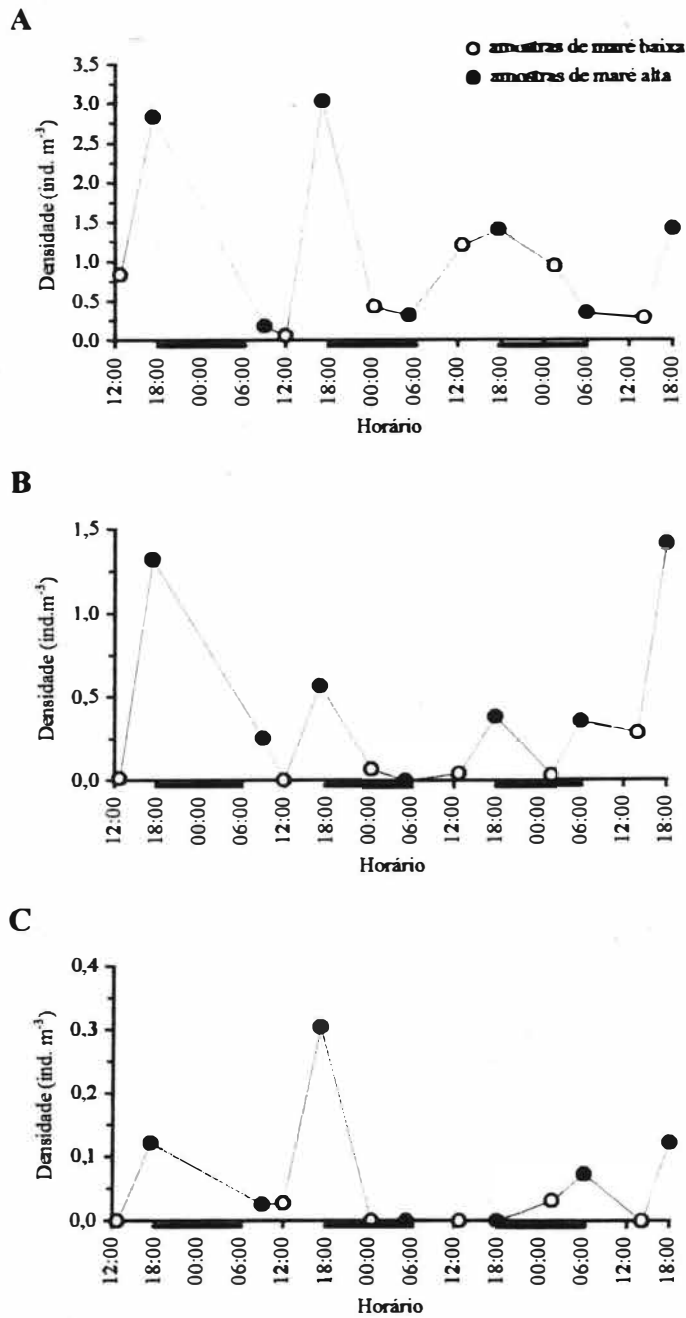 A
amostras de maré baixa
amostras de maré alta
Densidade (ind. m-3)
3.5
3.0
2.5
2.0
1.5
1.0
0.5
0.0
12:00 18:00 00:00 06:00 12:00 18:00 00:00 06:00 12:00 18:00 00:00 06:00 12:00 18:00
Horário
B
Densidade (ind.m-3)
1,5
1,0
0,5
0,0
12:00 18:00 00:00 06:00 12:00 18:00 00:00 06:00 12:00 18:00 00:00 06:00 12:00 18:00
Horário
C
Densidade (ind. m-3)
0,4
0,3
0,2
0,1
0,0
12:00 18:00 00:00 06:00 12:00 18:00 00:00 06:00 12:00 18:00 00:00 06:00 12:00 18:00
Horário